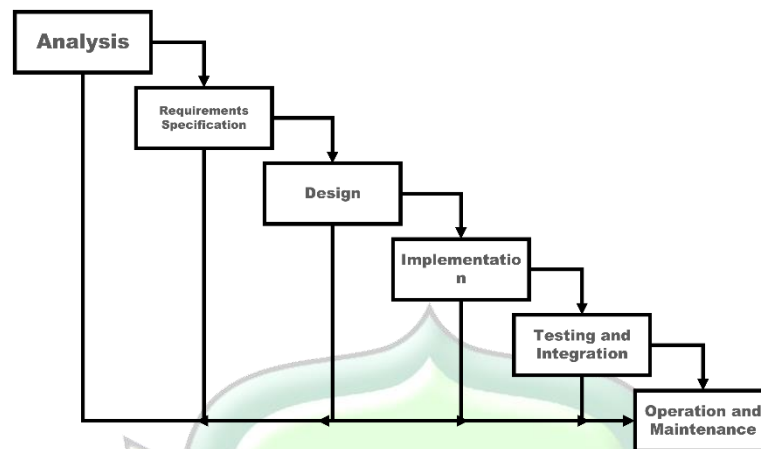 Analysis
Requirements
Specification
Design
Implementatio
n
Testing and
Integration
Operation and
Maintenance